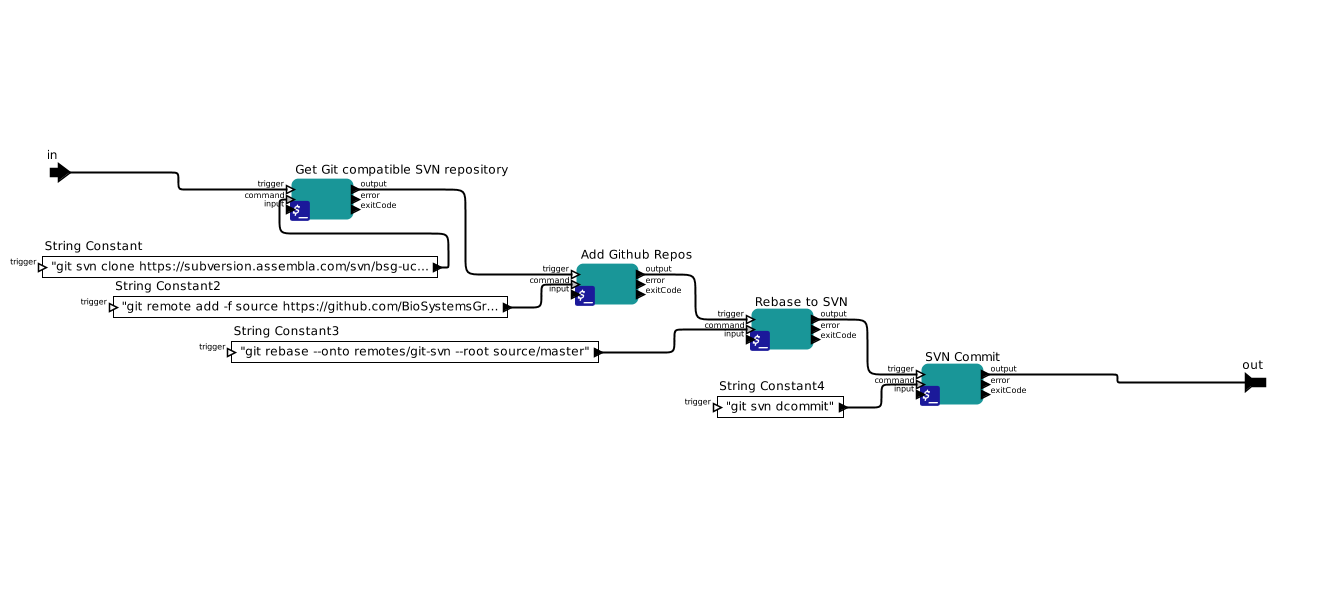 in
Get Git compatible SVN repository
trigger
command
input
$_
output
error
exitCode
String Constant
trigger
"git svn clone https://subversion.assembla.com/svn/bsg-uc...
String Constant2
trigger
"git remote add -f source https://github.com/BioSystemsGr...
Add Github Repos
trigger
command
input
$_
output
error
exitCode
String Constant3
trigger
"git rebase --onto remotes/git-svn --root source/master"
Rebase to SVN
trigger
command
input
$_
output
error
exitCode
String Constant4
trigger
"git svn dcommit"
SVN Commit
trigger
command
input
$_
output
error
exitCode
out